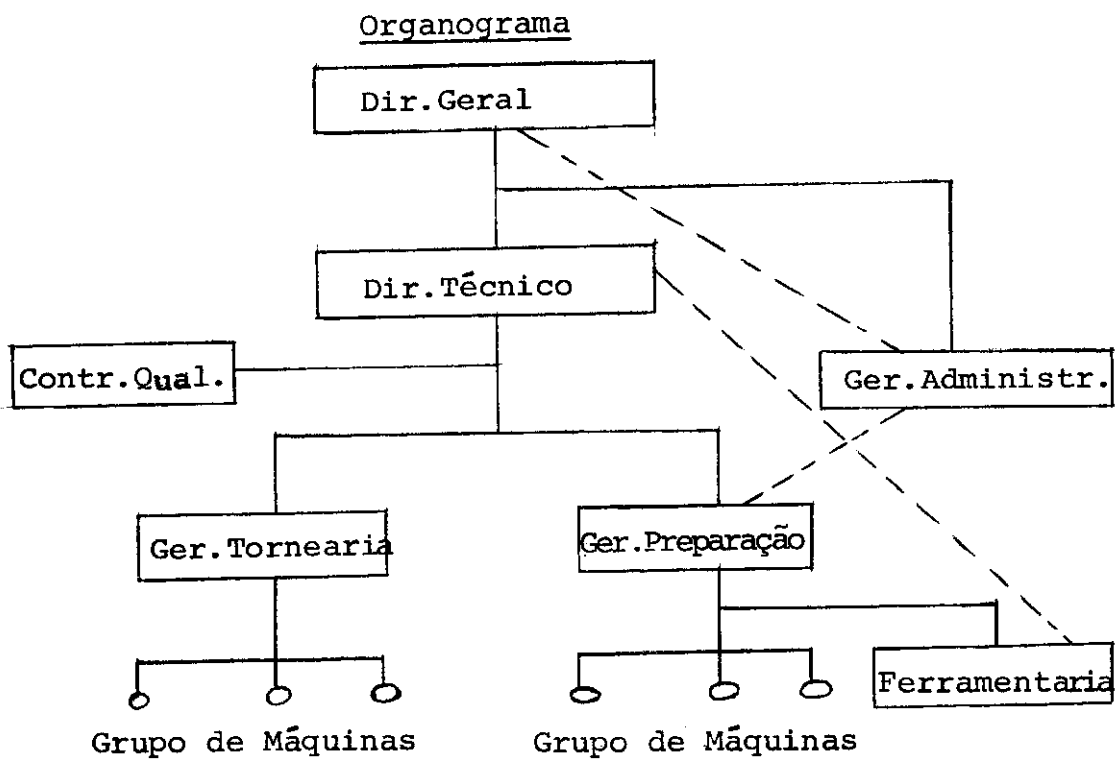 Organograma
Dir.Geral
Dir.Técnico
Contr.Qual.
Ger.Administr.
Ger.Tornearia
Ger.Preparação
Ferramentaria
Grupo de Máquinas
Grupo de Máquinas